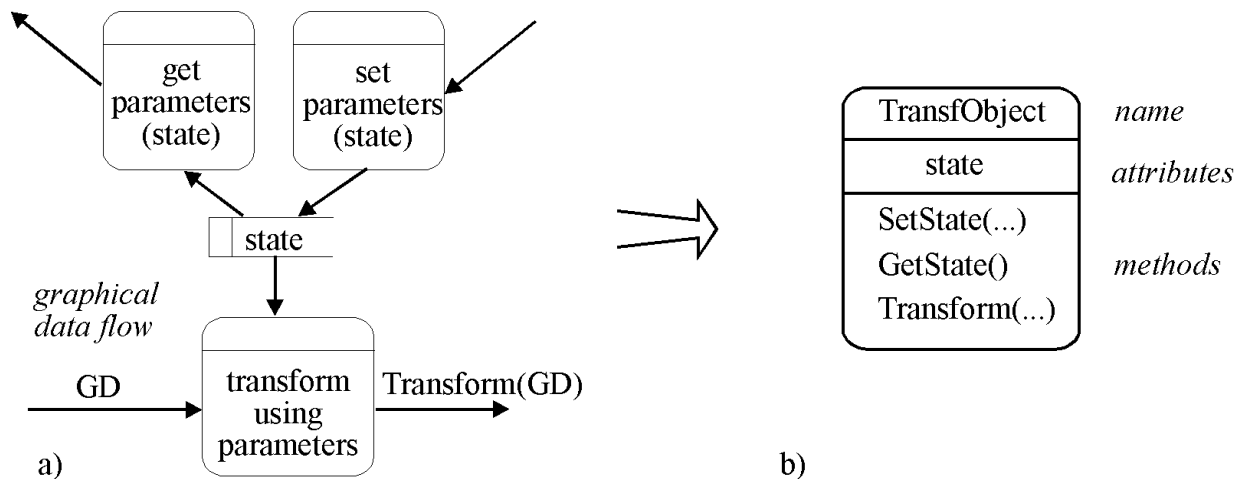 get
parameters
(state)
set
parameters
(state)
state
graphical
data flow
GD
transform
using
parameters
Transform(GD)
a)
TransfObject
name
state
attributes
SetState(...)
GetState()
methods
Transform(...)
b)